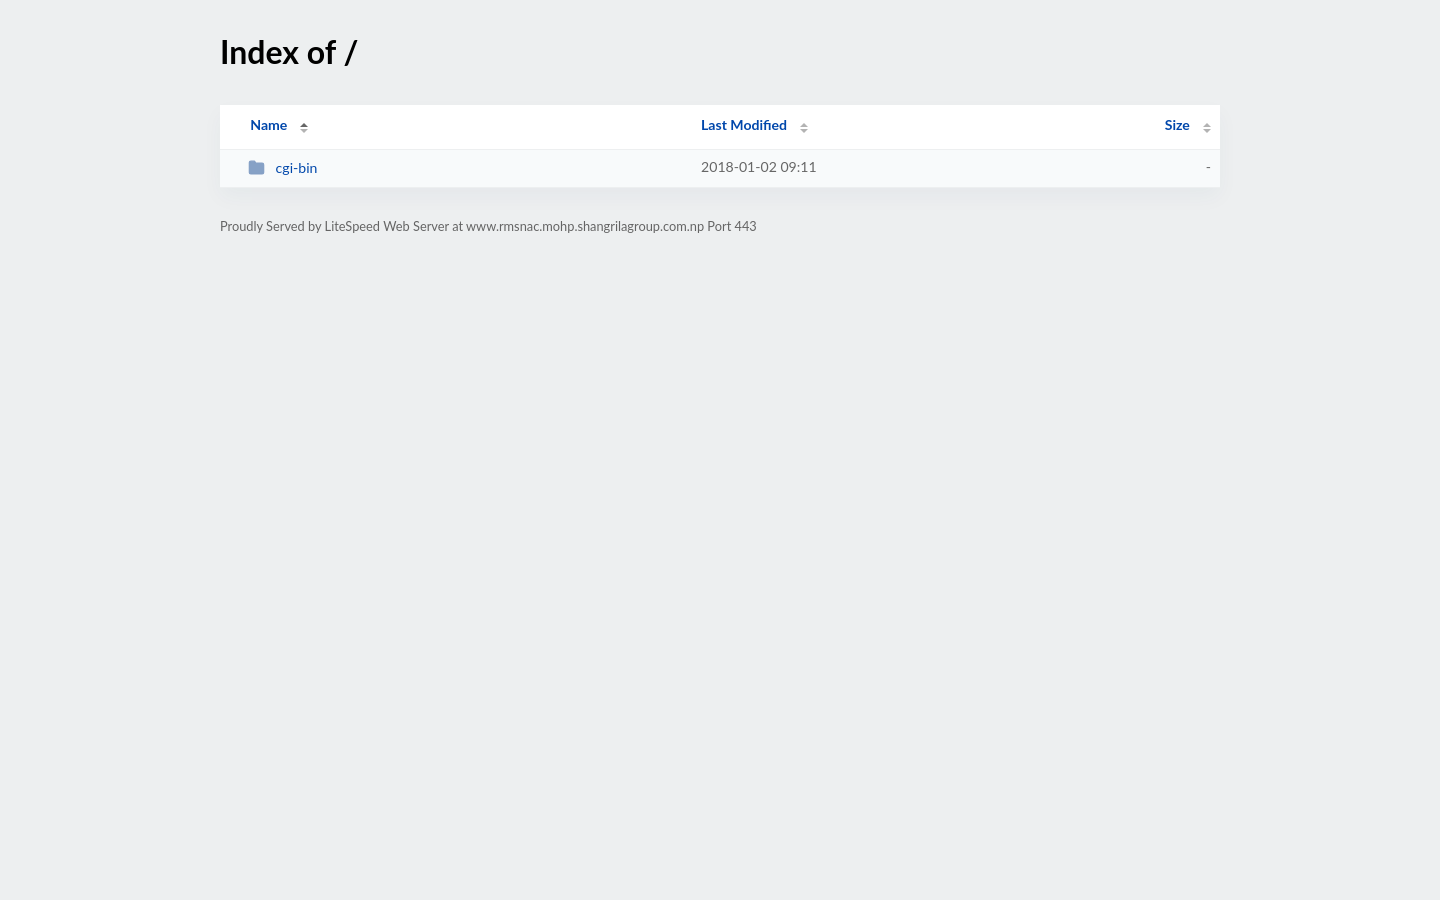 Index of /
Name Last Modified Size
cgi-bin 2018-01-02 09:11 -
Proudly Served by LiteSpeed Web Server at www.rmsnac.mohp.shangrilagroup.com.np Port 443